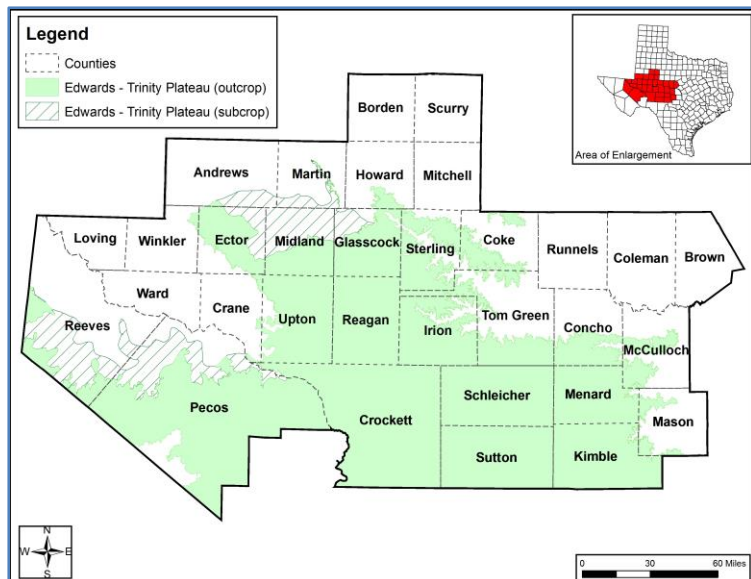 Legend
Counties
Edwards - Trinity Plateau (outcrop)
Edwards - Trinity Plateau (subcrop)
Area of Enlargement
Borden
Scurry
Andrews
Martin
Howard
Mitchell
Loving
Winkler
Ector
Midland
Glasscock
Sterling
Coke
Runnels
Coleman
Brown
Ward
Crane
Reeves
Upton
Reagan
Irion
Tom Green
Concho
McCulloch
Pecos
Crockett
Schleicher
Menard
Mason
Sutton
Kimble
N
W E
S
0 30 60 Miles